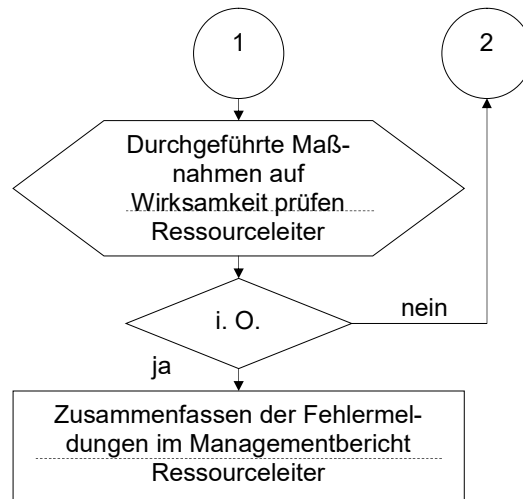 1
2
Durchgeführte Maß-
nahmen auf
Wirksamkeit prüfen
Ressourceleiter
i. O.
nein
ja
Zusammenfassen der Fehlermel-
dungen im Managementbericht
Ressourceleiter